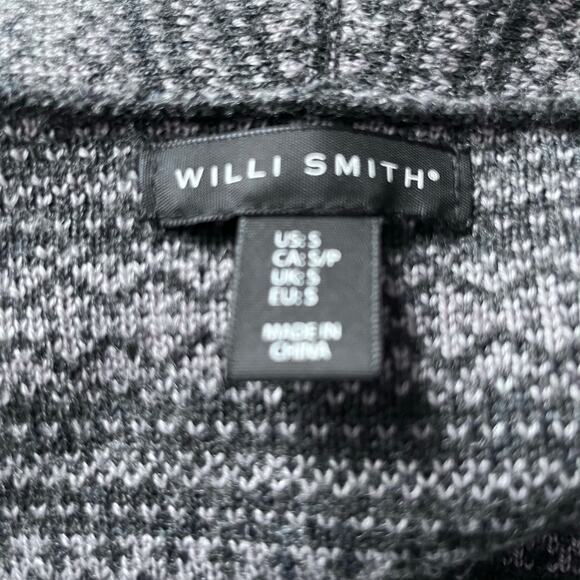 WILLI SMITH®
US: S
CA: S/P
UK: S
EU: S
MADE IN
CHINA